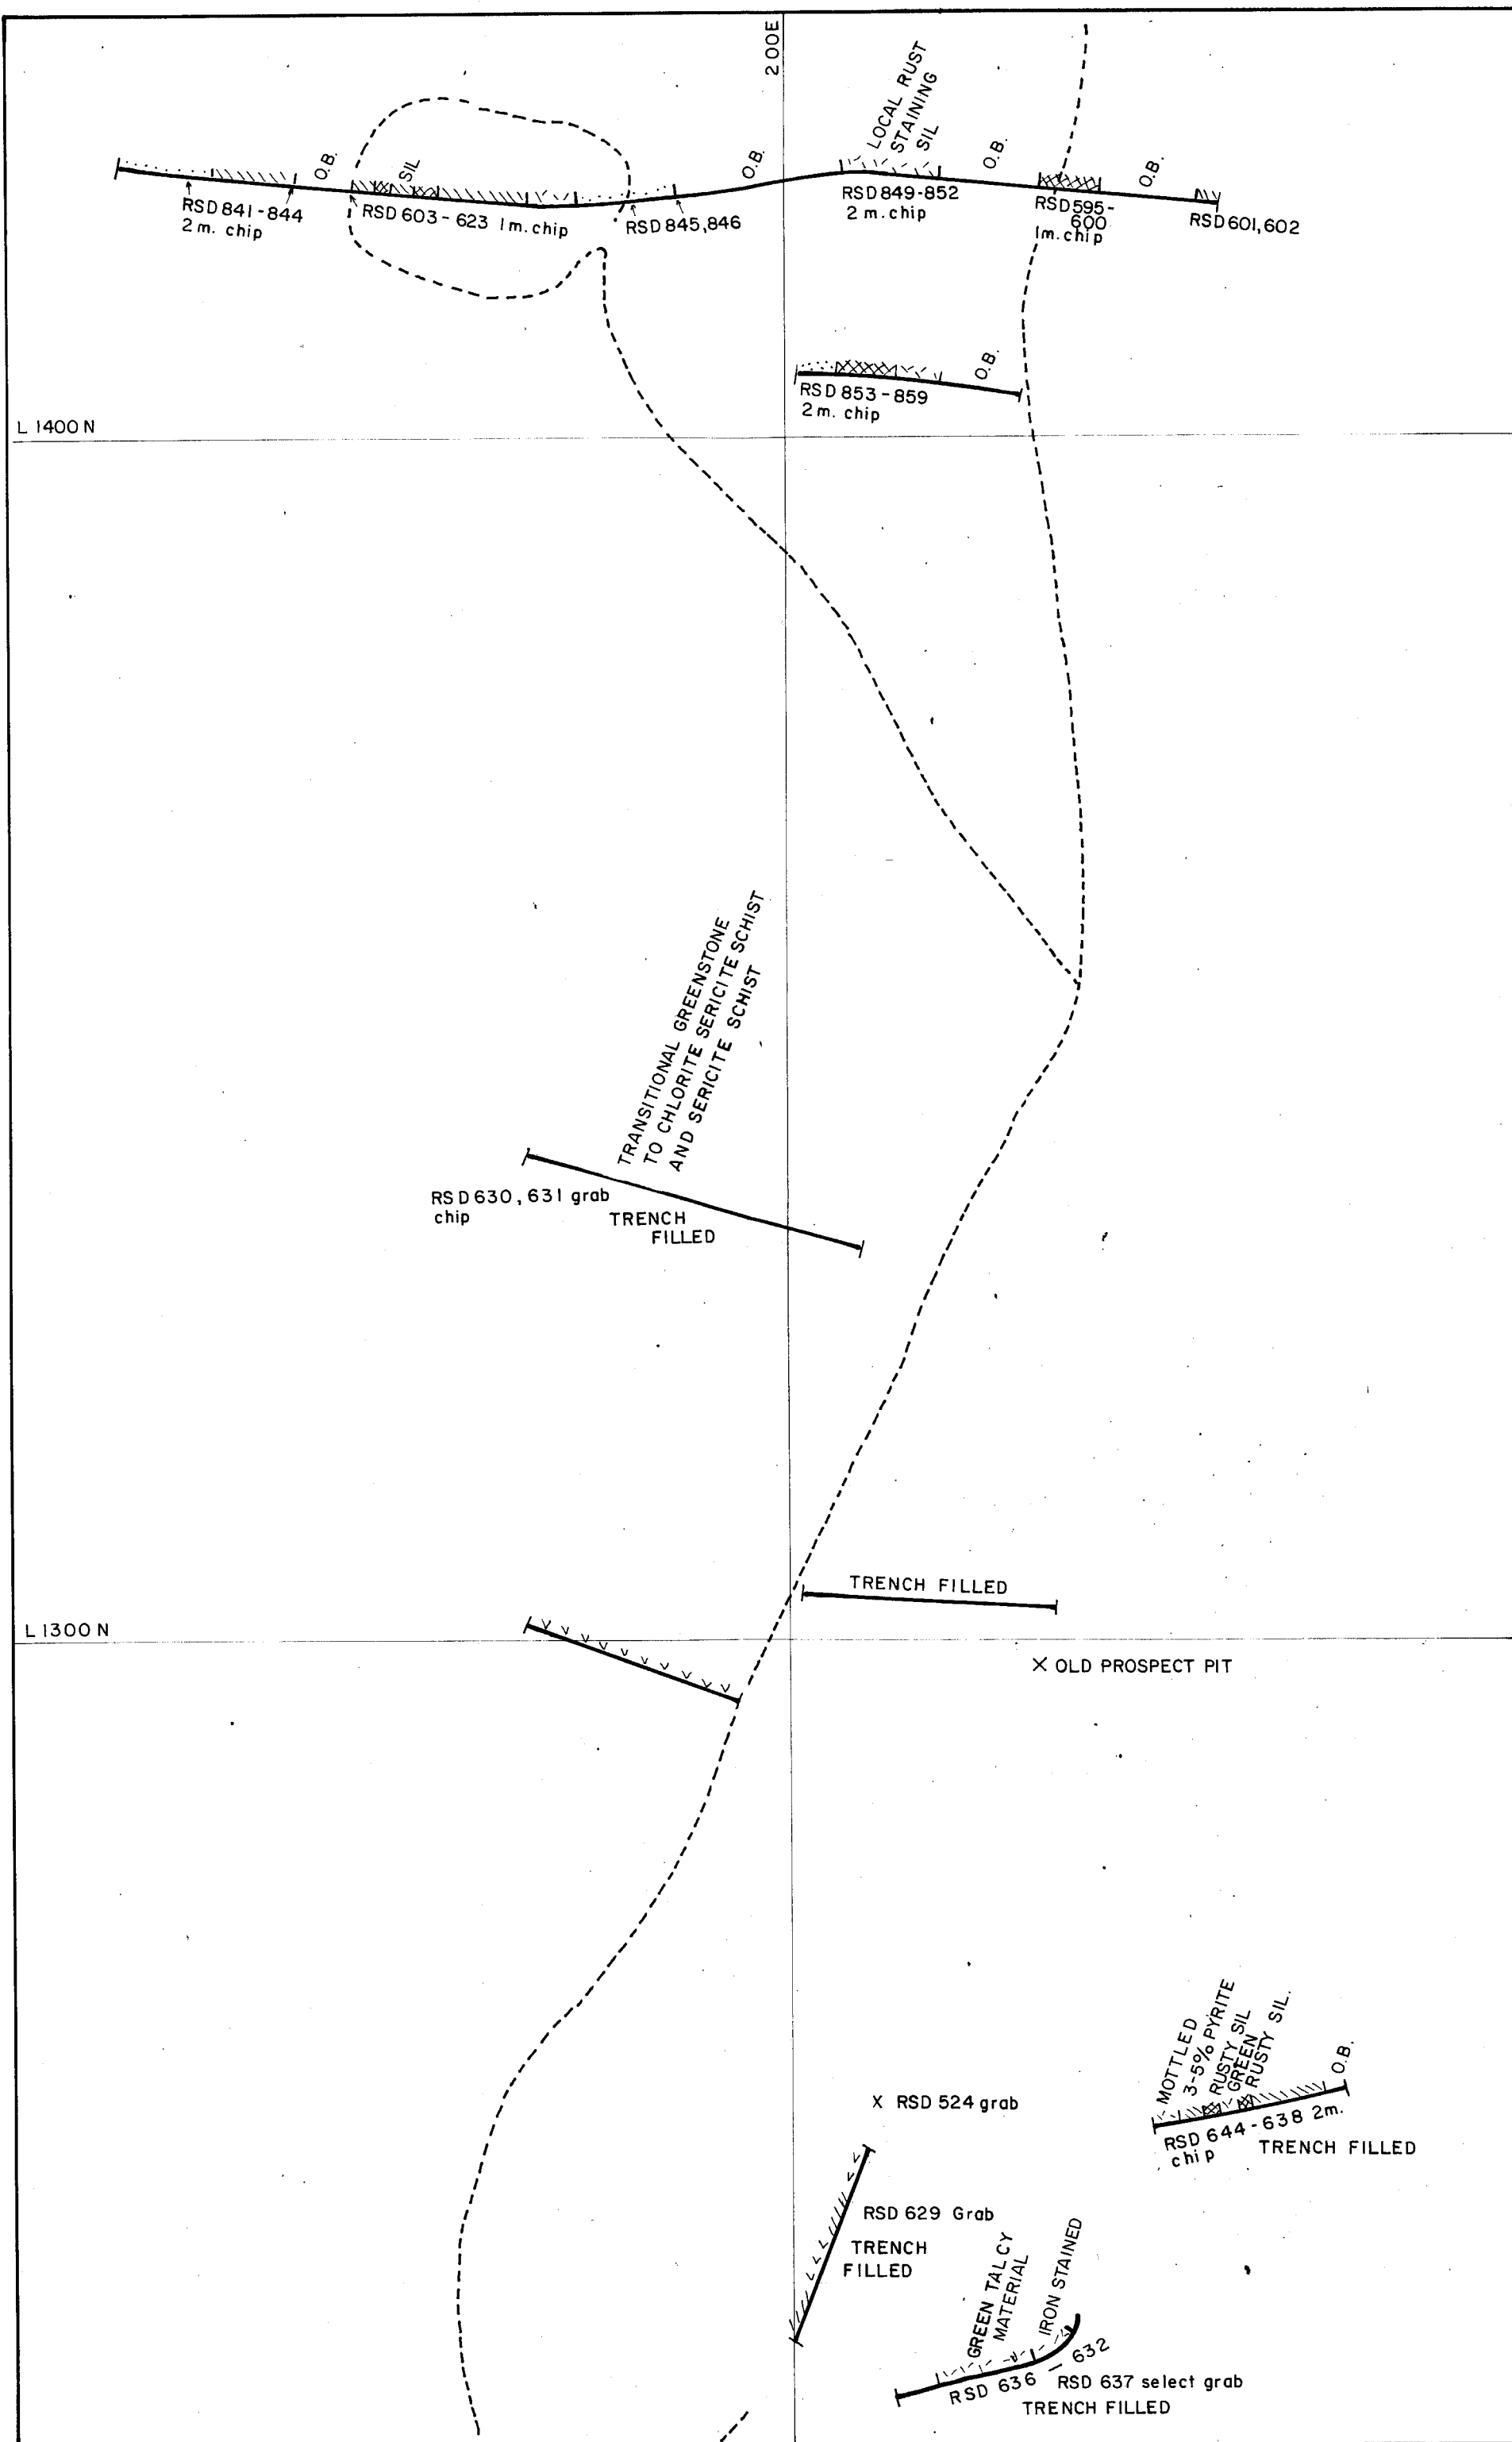 2 00E
LOCAL RUST
STAINING
SIL
O.B.
SIL
O.B.
O.B.
O.B.
RSD 841-844
2 m. chip
RSD 603 - 623 1m. chip
RSD 845,846
RSD 849-852
2 m. chip
RSD 595-
600
1m. chip
RSD 601, 602
O.B.
RSD 853 - 859
2 m. chip
L 1400 N
TRANSITIONAL GREENSTONE
TO CHLORITE SERICITE SCHIST
AND SERICITE SCHIST
RSD 630, 631 grab
chip
TRENCH
FILLED
TRENCH FILLED
L 1300 N
X OLD PROSPECT PIT
MOTTLED
3-5% PYRITE
RUSTY SIL
GREEN
RUSTY SIL.
O.B.
RSD 644 - 638 2m.
chip
TRENCH FILLED
X RSD 524 grab
RSD 629 Grab
TRENCH
FILLED
GREEN TALCY
MATERIAL
IRON STAINED
RSD 636 - 632
RSD 637 select grab
TRENCH FILLED